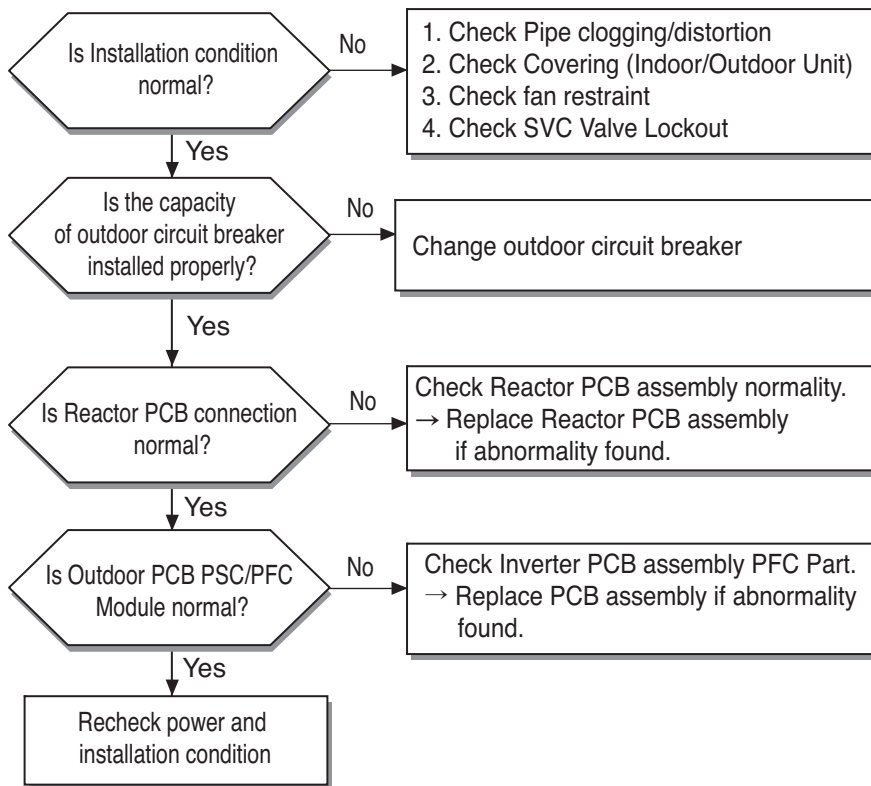 Is Installation condition
normal?
No
1. Check Pipe clogging/distortion
2. Check Covering (Indoor/Outdoor Unit)
3. Check fan restraint
4. Check SVC Valve Lockout
Yes
Is the capacity
of outdoor circuit breaker
installed properly?
No
Change outdoor circuit breaker
Yes
Is Reactor PCB connection
normal?
No
Check Reactor PCB assembly normality.
→ Replace Reactor PCB assembly
if abnormality found.
Yes
Is Outdoor PCB PSC/PFC
Module normal?
No
Check Inverter PCB assembly PFC Part.
→ Replace PCB assembly if abnormality
found.
Yes
Recheck power and
installation condition